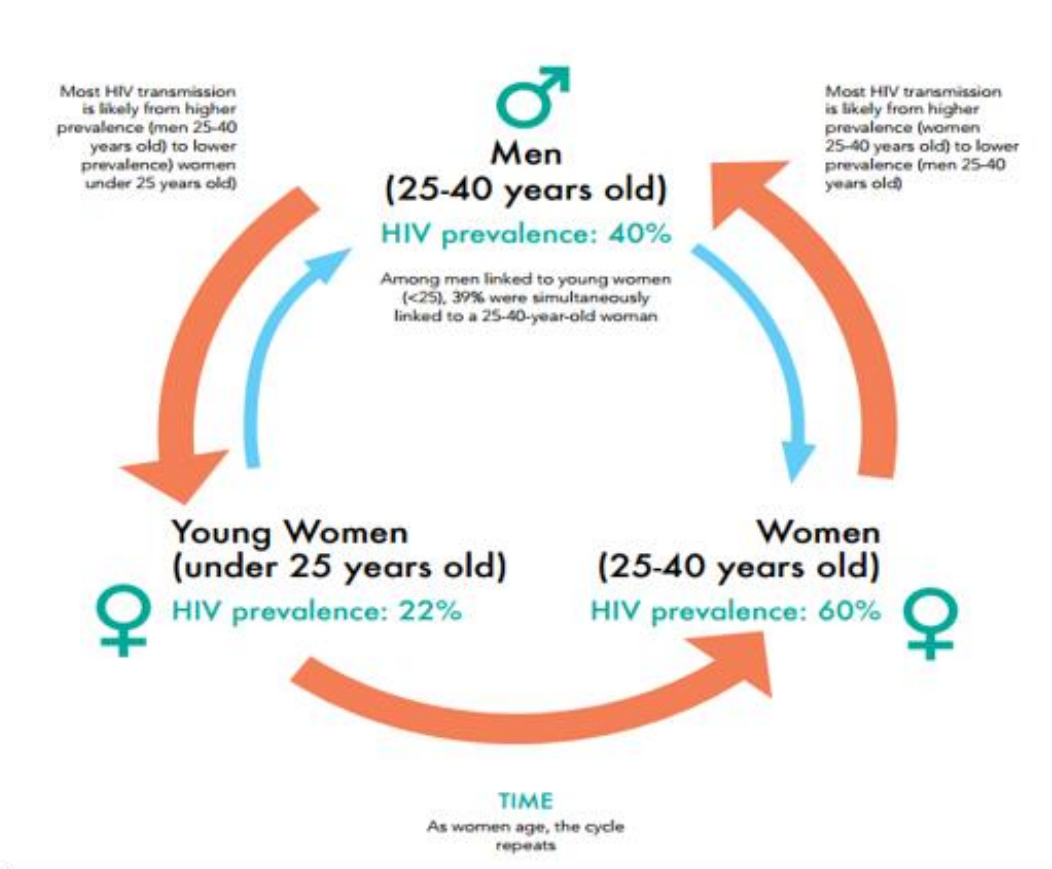 Most HIV transmission
is likely from higher
prevalence (men 25-40
years old) to lower
prevalence) women
under 25 years old)
Men
(25-40 years old)
HIV prevalence: 40%
Among men linked to young women
(<25), 39% were simultaneously
linked to a 25-40-year-old woman
Most HIV transmission
is likely from higher
prevalence (women
25-40 years old) to lower
prevalence (men 25-40
years old)
Young Women
(under 25 years old)
HIV prevalence: 22%
Women
(25-40 years old)
HIV prevalence: 60%
TIME
As women age, the cycle
repeats